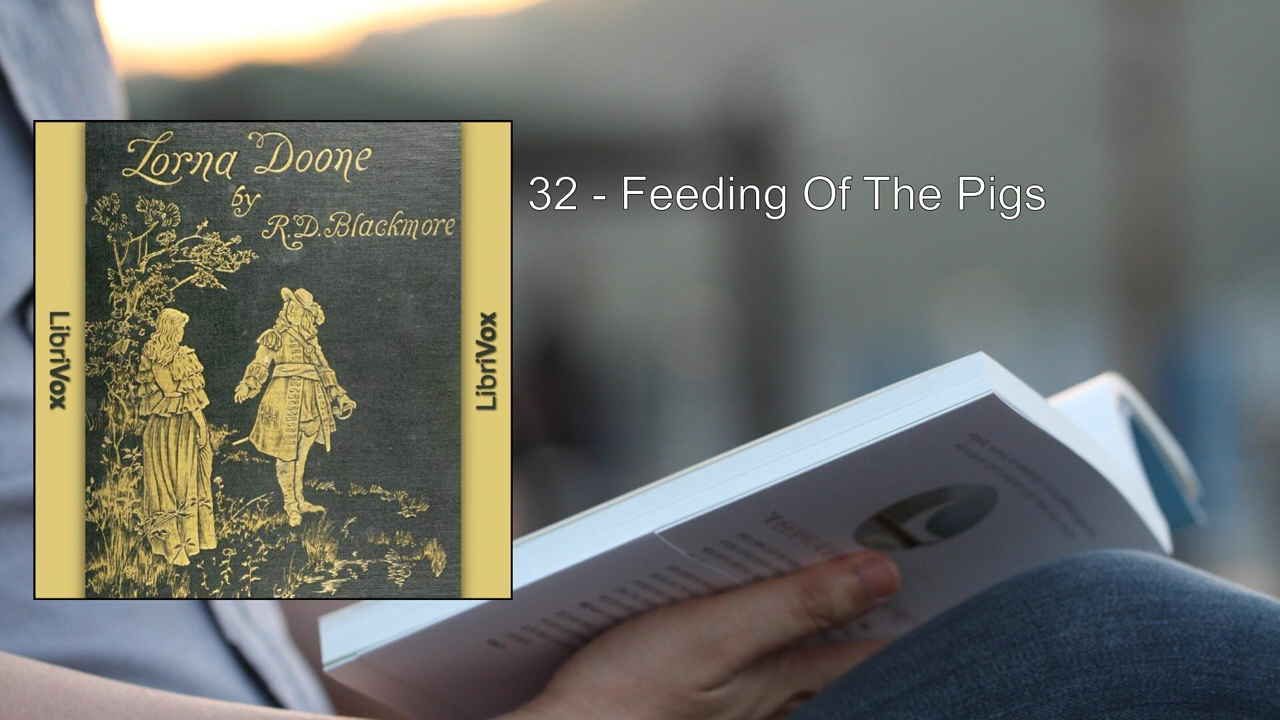 Lorna Doone
by
R.D. Blackmore
LibriVox
LibriVox
32 - Feeding Of The Pigs